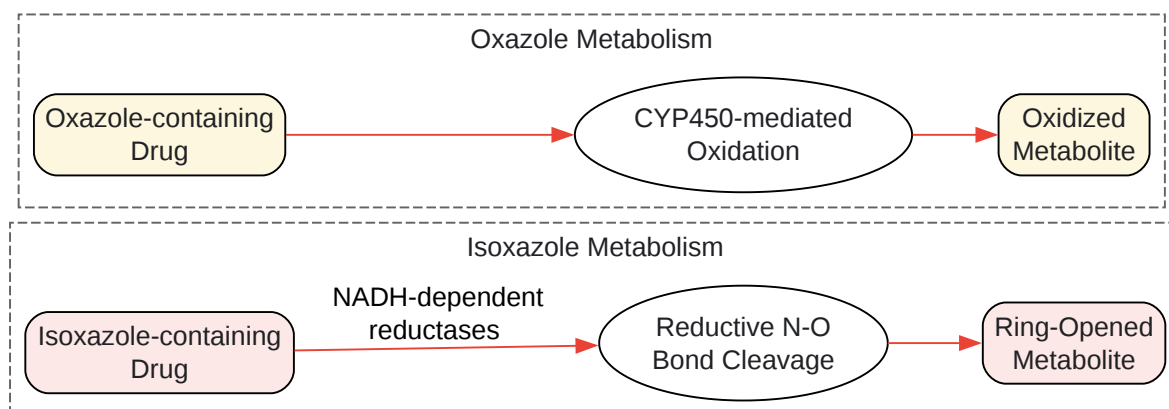 Oxazole Metabolism
Oxazole-containing
Drug
CYP450-mediated
Oxidation
Oxidized
Metabolite
Isoxazole Metabolism
Isoxazole-containing
Drug
NADH-dependent
reductases
Reductive N-O
Bond Cleavage
Ring-Opened
Metabolite